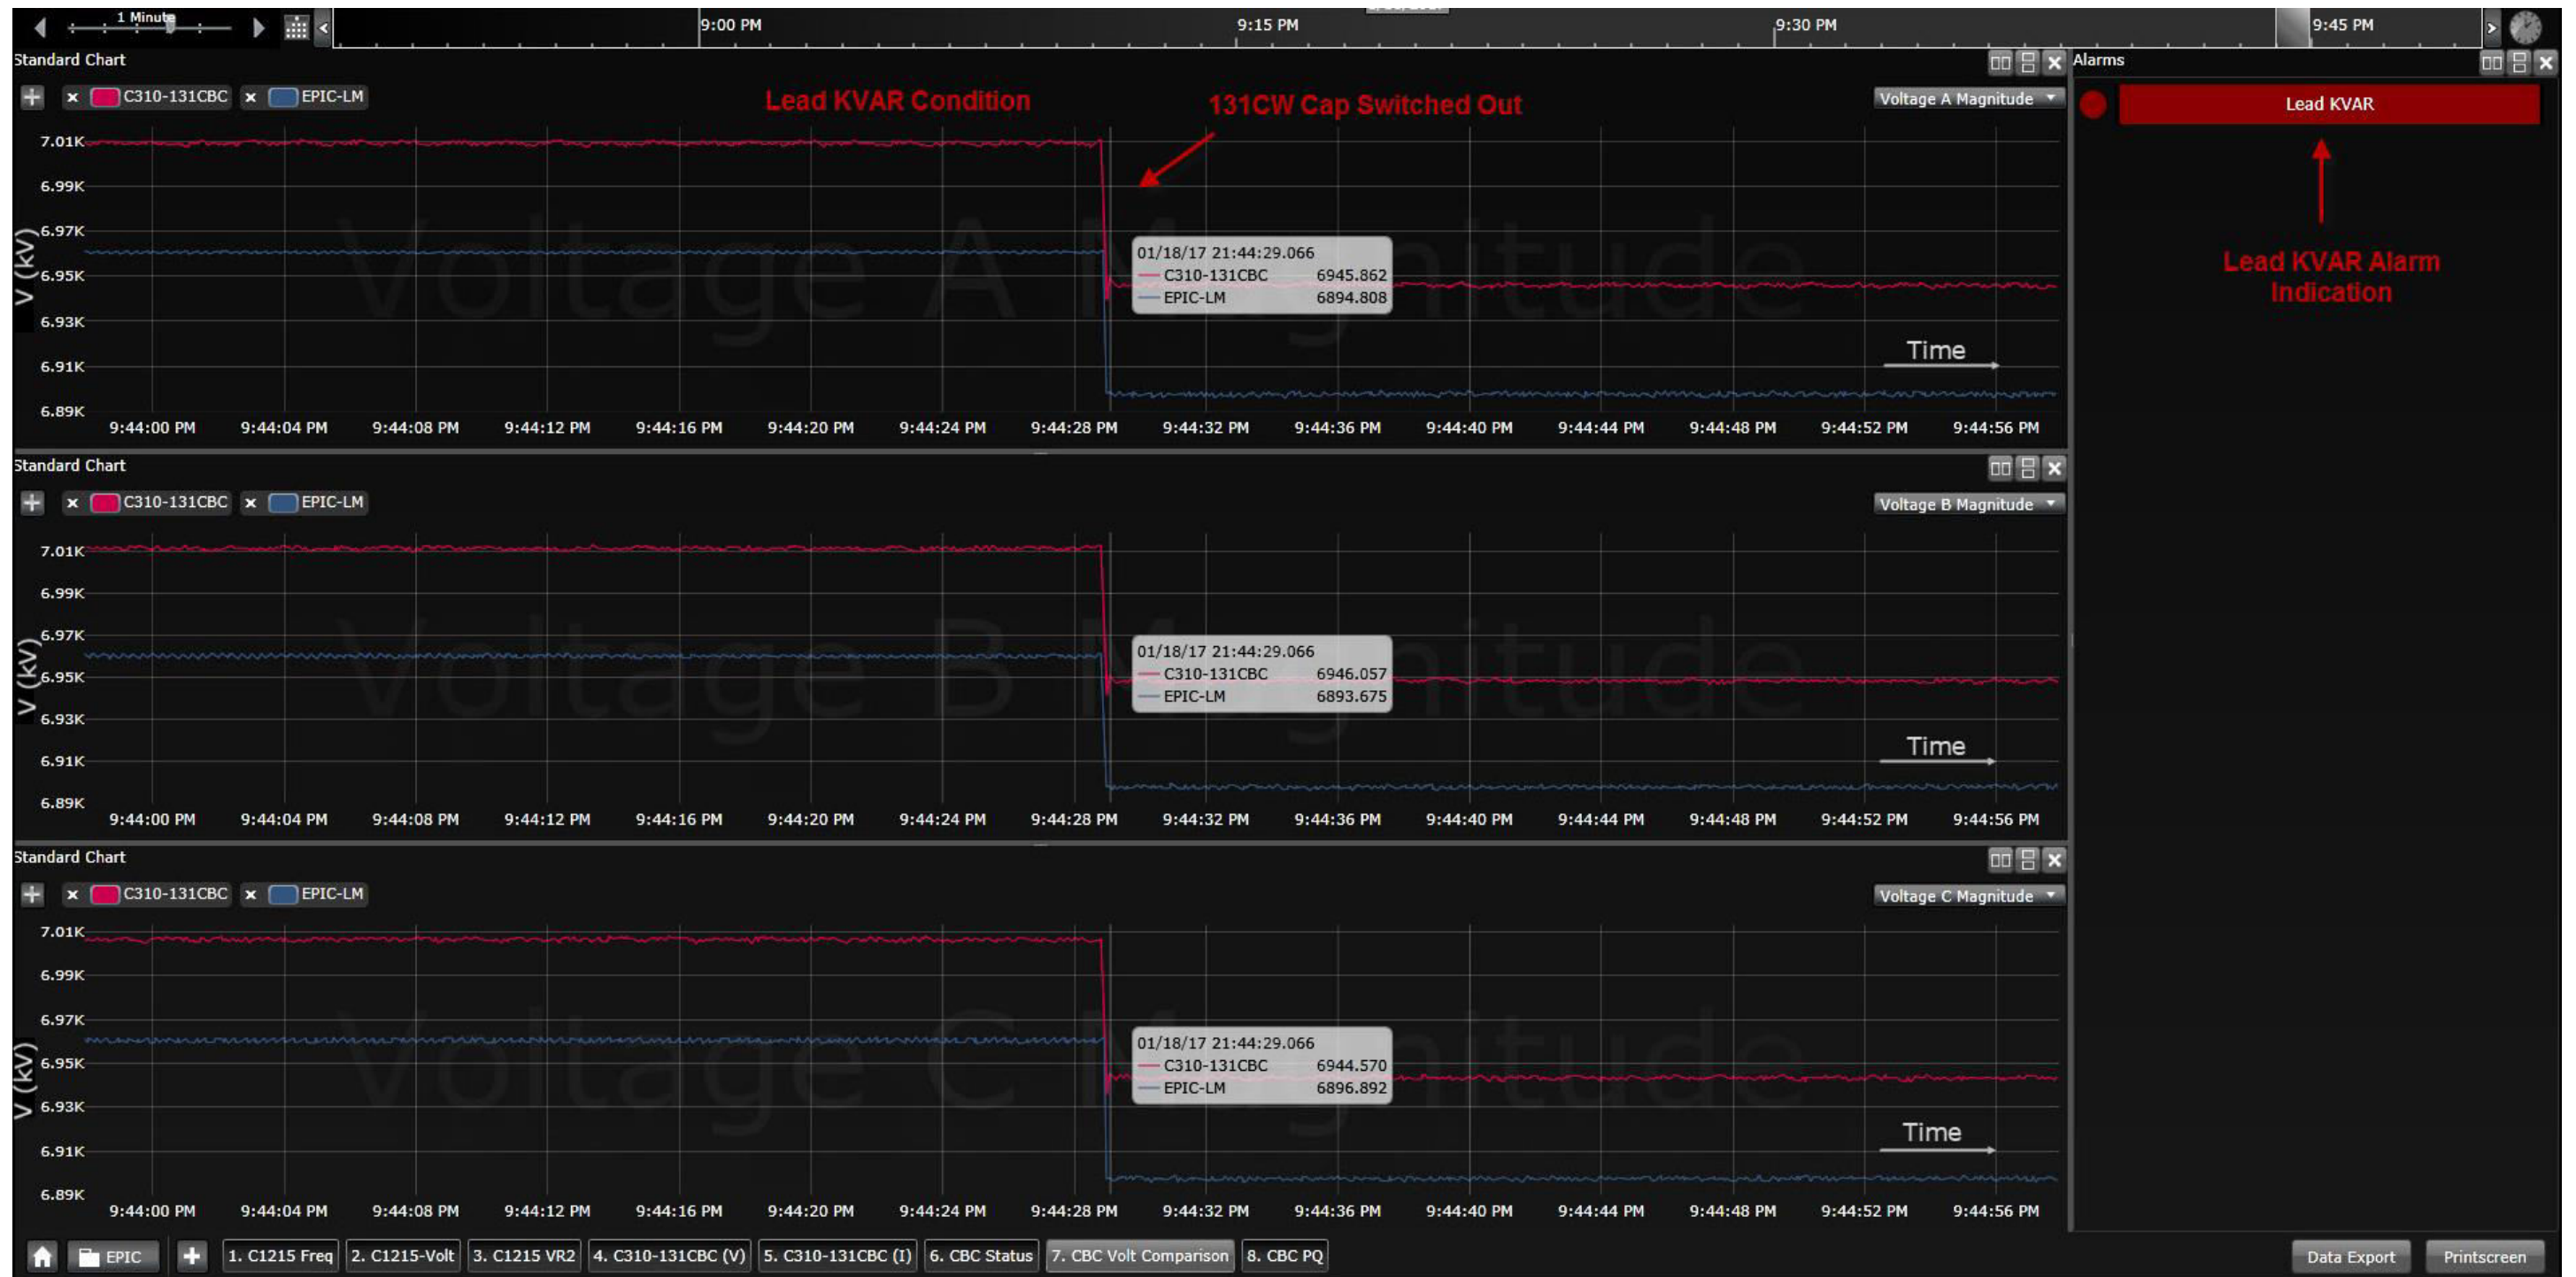 1 Minute
9:00 PM 9:15 PM 9:30 PM 9:45 PM
Standard Chart
C310-131CBC EPIC-LM
Lead KVAR Condition
131CW Cap Switched Out
Voltage A Magnitude
Voltage A Magnitude
V (kV)
7.01K
6.99K
6.97K
6.95K
6.93K
6.91K
6.89K
01/18/17 21:44:29.066
C310-131CBC 6945.862
EPIC-LM 6894.808
Time
9:44:00 PM 9:44:04 PM 9:44:08 PM 9:44:12 PM 9:44:16 PM 9:44:20 PM 9:44:24 PM 9:44:28 PM 9:44:32 PM 9:44:36 PM 9:44:40 PM 9:44:44 PM 9:44:48 PM 9:44:52 PM 9:44:56 PM
Standard Chart
C310-131CBC EPIC-LM
Voltage B Magnitude
Voltage B Magnitude
V (kV)
7.01K
6.99K
6.97K
6.95K
6.93K
6.91K
6.89K
01/18/17 21:44:29.066
C310-131CBC 6946.057
EPIC-LM 6893.675
Time
9:44:00 PM 9:44:04 PM 9:44:08 PM 9:44:12 PM 9:44:16 PM 9:44:20 PM 9:44:24 PM 9:44:28 PM 9:44:32 PM 9:44:36 PM 9:44:40 PM 9:44:44 PM 9:44:48 PM 9:44:52 PM 9:44:56 PM
Standard Chart
C310-131CBC EPIC-LM
Voltage C Magnitude
Voltage C Magnitude
V (kV)
7.01K
6.99K
6.97K
6.95K
6.93K
6.91K
6.89K
01/18/17 21:44:29.066
C310-131CBC 6944.570
EPIC-LM 6896.892
Time
9:44:00 PM 9:44:04 PM 9:44:08 PM 9:44:12 PM 9:44:16 PM 9:44:20 PM 9:44:24 PM 9:44:28 PM 9:44:32 PM 9:44:36 PM 9:44:40 PM 9:44:44 PM 9:44:48 PM 9:44:52 PM 9:44:56 PM
Alarms
Lead KVAR
Lead KVAR Alarm
Indication
EPIC 1. C1215 Freq 2. C1215-Volt 3. C1215 VR2 4. C310-131CBC (V) 5. C310-131CBC (I) 6. CBC Status 7. CBC Volt Comparison 8. CBC PQ Data Export Printscreen